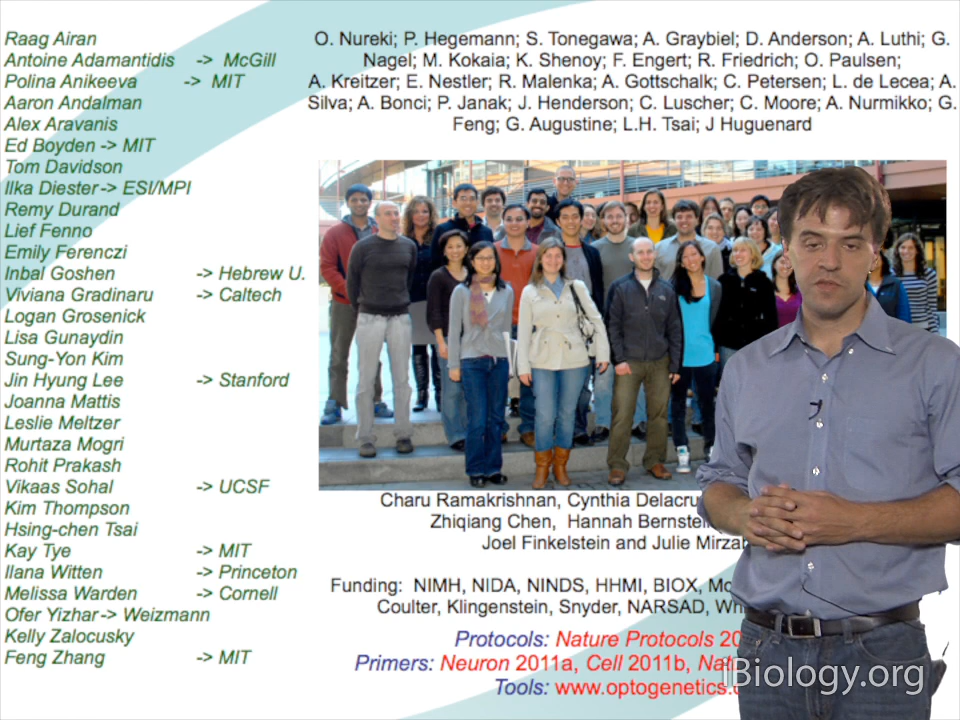 Raag Airan
Antoine Adamantidis -> McGill
Polina Anikeeva -> MIT
Aaron Andalman
Alex Aravanis
Ed Boyden -> MIT
Tom Davidson
Ilka Diester -> ESI/MPI
Remy Durand
Lief Fenno
Emily Ferenczi
Inbal Goshen -> Hebrew U.
Viviana Gradinaru -> Caltech
Logan Grosenick
Lisa Gunaydin
Sung-Yon Kim
Jin Hyung Lee -> Stanford
Joanna Mattis
Leslie Meltzer
Murtaza Mogri
Rohit Prakash
Vikaas Sohal -> UCSF
Kim Thompson
Hsing-chen Tsai
Kay Tye -> MIT
Ilana Witten -> Princeton
Melissa Warden -> Cornell
Ofer Yizhar -> Weizmann
Kelly Zalocusky
Feng Zhang -> MIT
O. Nureki; P. Hegemann; S. Tonegawa; A. Graybiel; D. Anderson; A. Luthi; G.
Nagel; M. Kokaia; K. Shenoy; F. Engert; R. Friedrich; O. Paulsen;
A. Kreitzer; E. Nestler; R. Malenka; A. Gottschalk; C. Petersen; L. de Lecea; A.
Silva; A. Bonci; P. Janak; J. Henderson; C. Luscher; C. Moore; A. Nurmikko; G.
Feng; G. Augustine; L.H. Tsai; J Huguenard
Charu Ramakrishnan, Cynthia
Zhiqiang Chen, Hannah Bernstein
Joel Finkelstein and Julie
Funding: NIMH, NIDA, NINDS, HHMI, BIOX,
Coulter, Klingenstein, Snyder, NARSAD,
Protocols: Nature Protocols
Primers: Neuron 2011a, Cell 2011b,
Tools: www.optogenetics.
iBiology.org